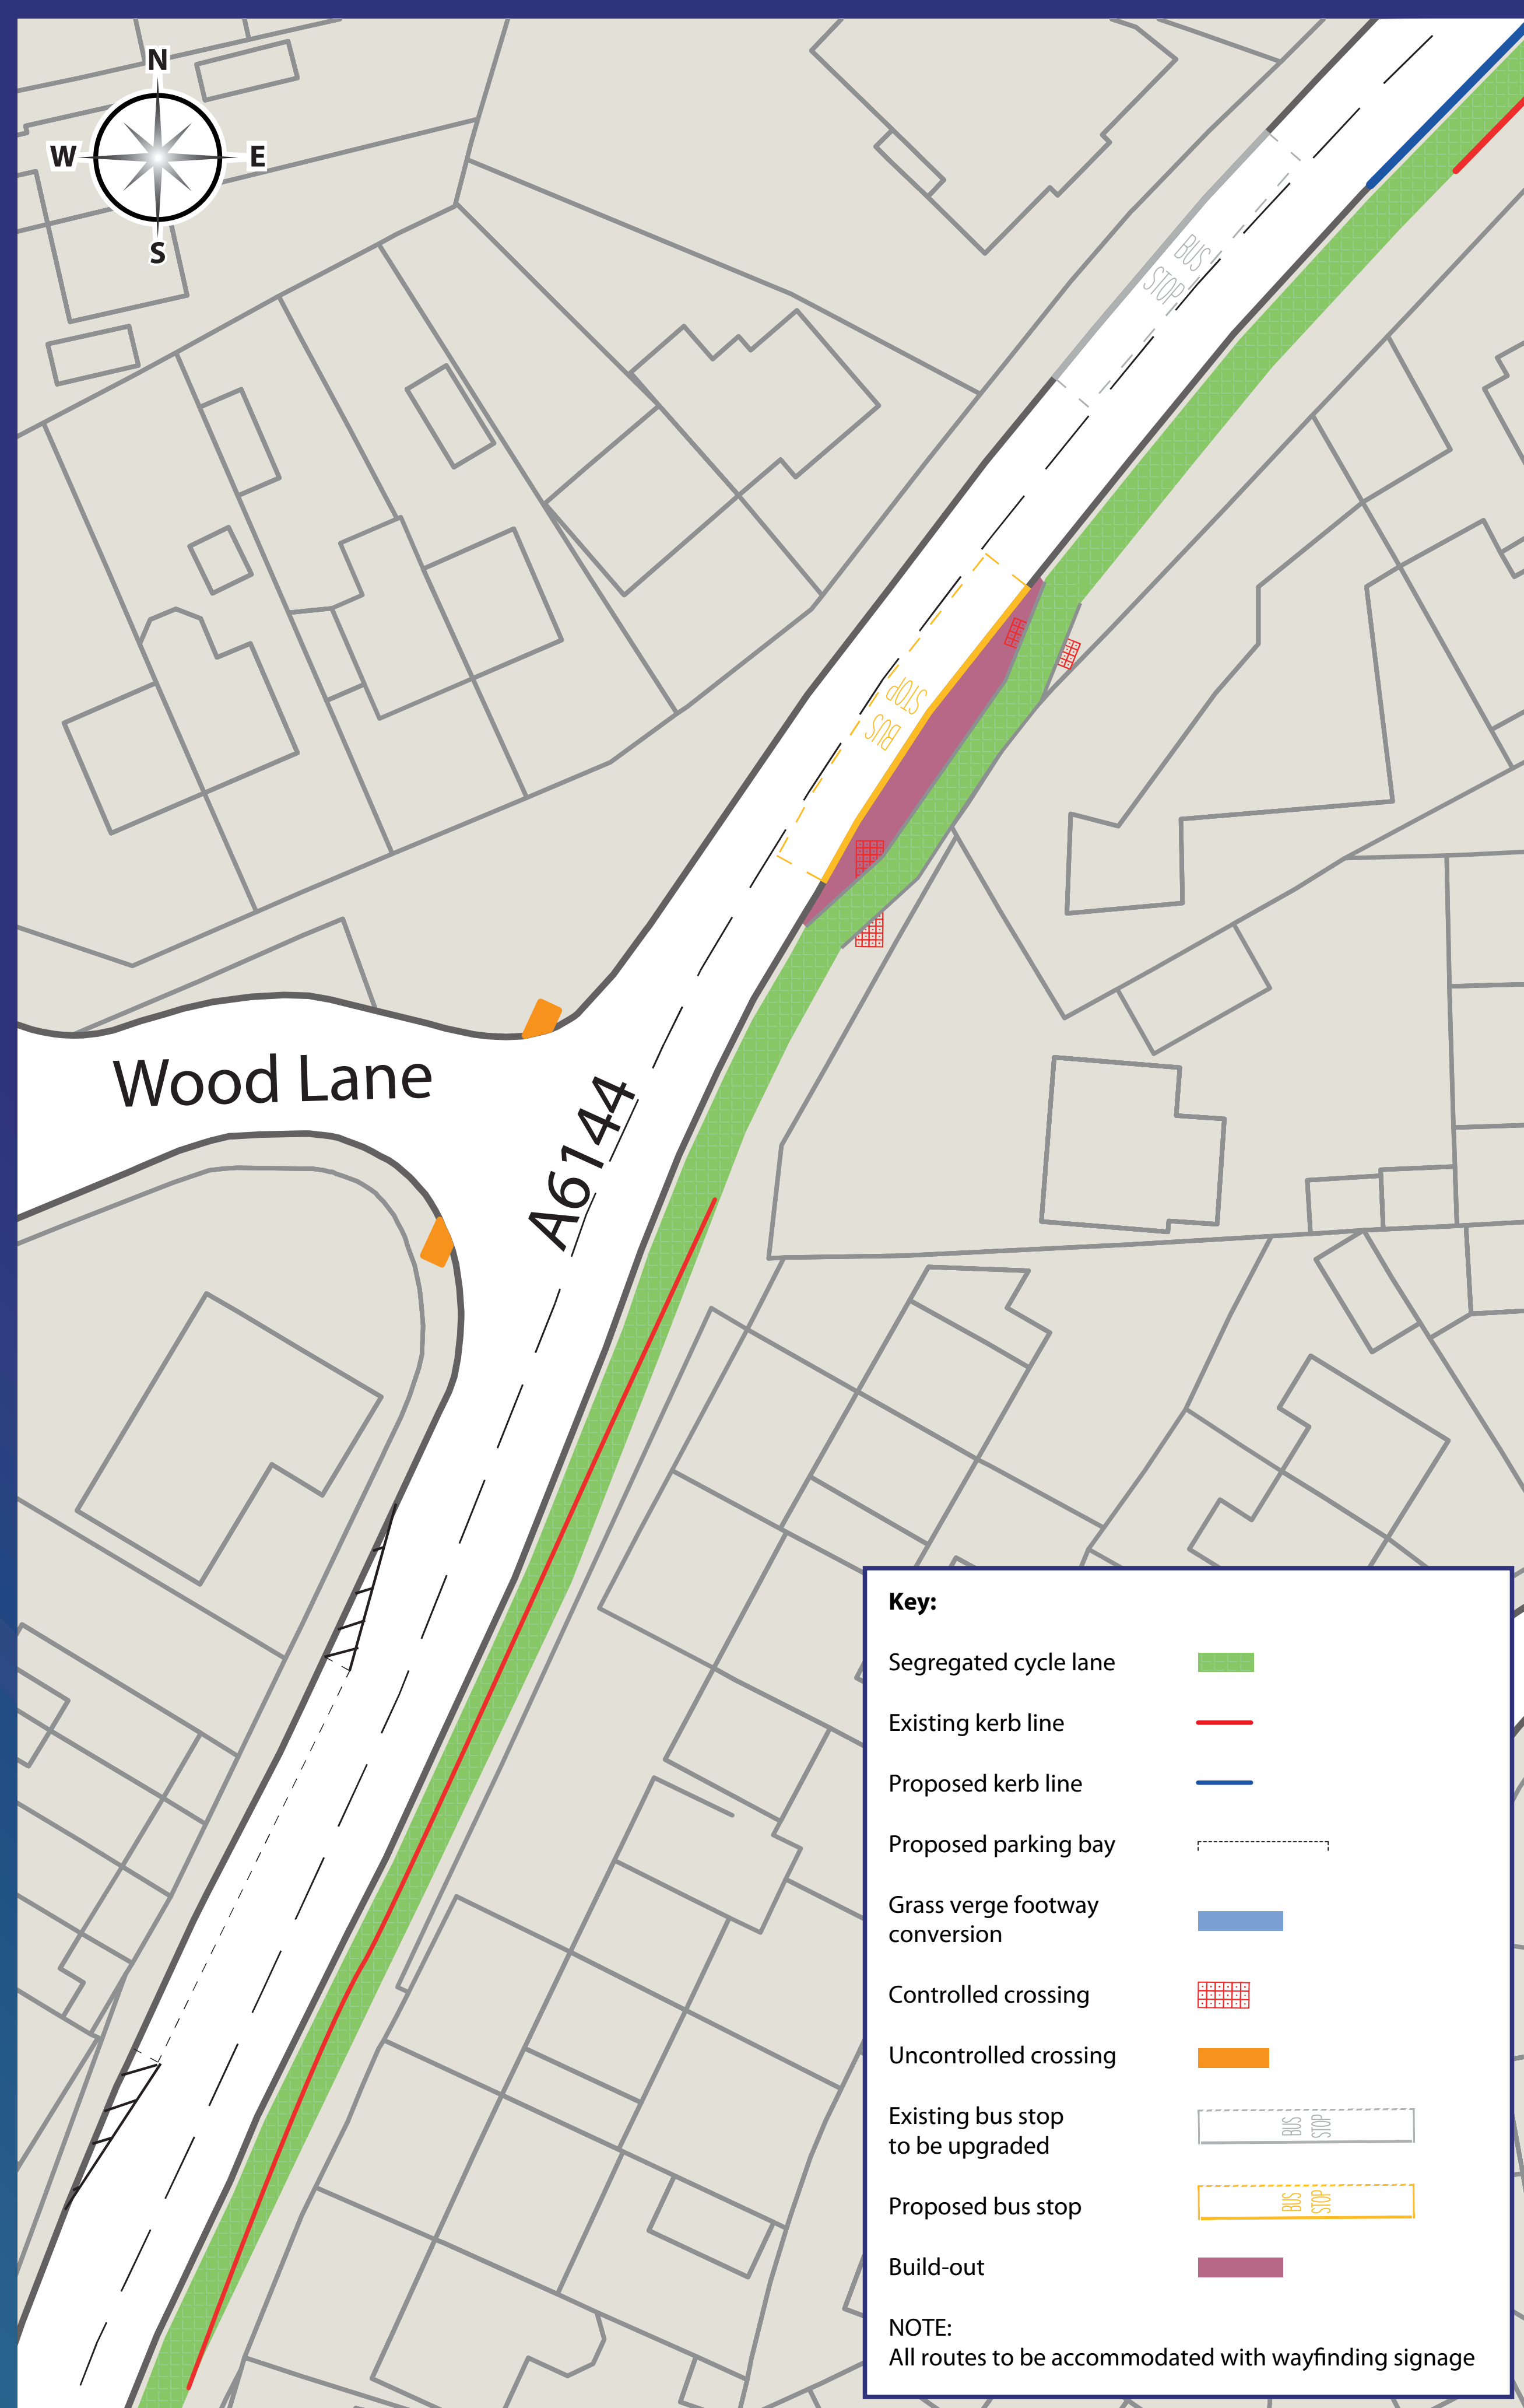 N
W
E
S
BUS
STOP
STOP
BUS
Wood Lane
A6144
Key:
Segregated cycle lane
Existing kerb line
Proposed kerb line
Proposed parking bay
Grass verge footway
conversion
Controlled crossing
Uncontrolled crossing
Existing bus stop
to be upgraded
BUS
STOP
Proposed bus stop
BUS
STOP
Build-out
NOTE:
All routes to be accommodated with wayfinding signage